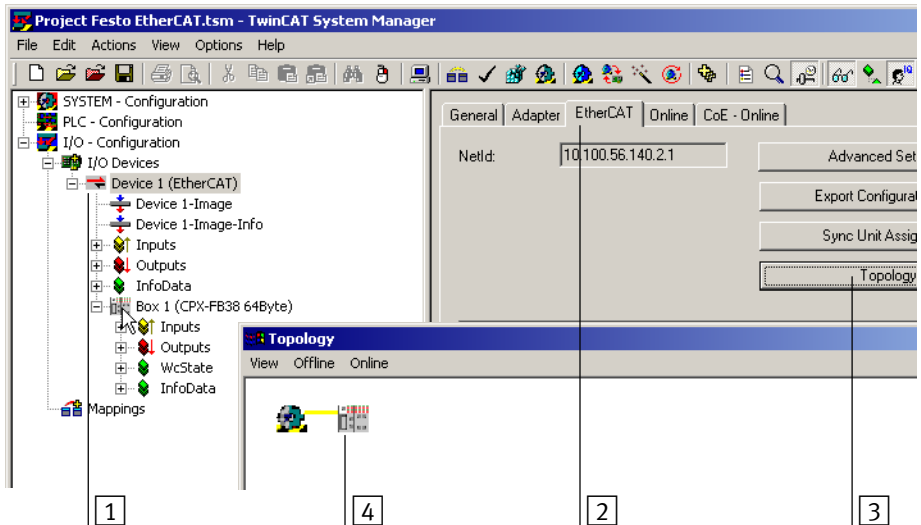 Project Festo EtherCAT.tsm - TwinCAT System Manager
File Edit Actions View Options Help
SYSTEM - Configuration
PLC - Configuration
I/O - Configuration
I/O Devices
Device 1 (EtherCAT)
Device 1-Image
Device 1-Image-Info
Inputs
Outputs
InfoData
Box 1 (CPX-FB38 64Byte)
Inputs
Outputs
WcState
InfoData
Mappings
General Adapter EtherCAT Online CoE - Online
NetId: 10.100.56.140.2.1
Advanced Set
Export Configurat
Sync Unit Assig
Topology
Topology
View Offline Online
1 4 2 3